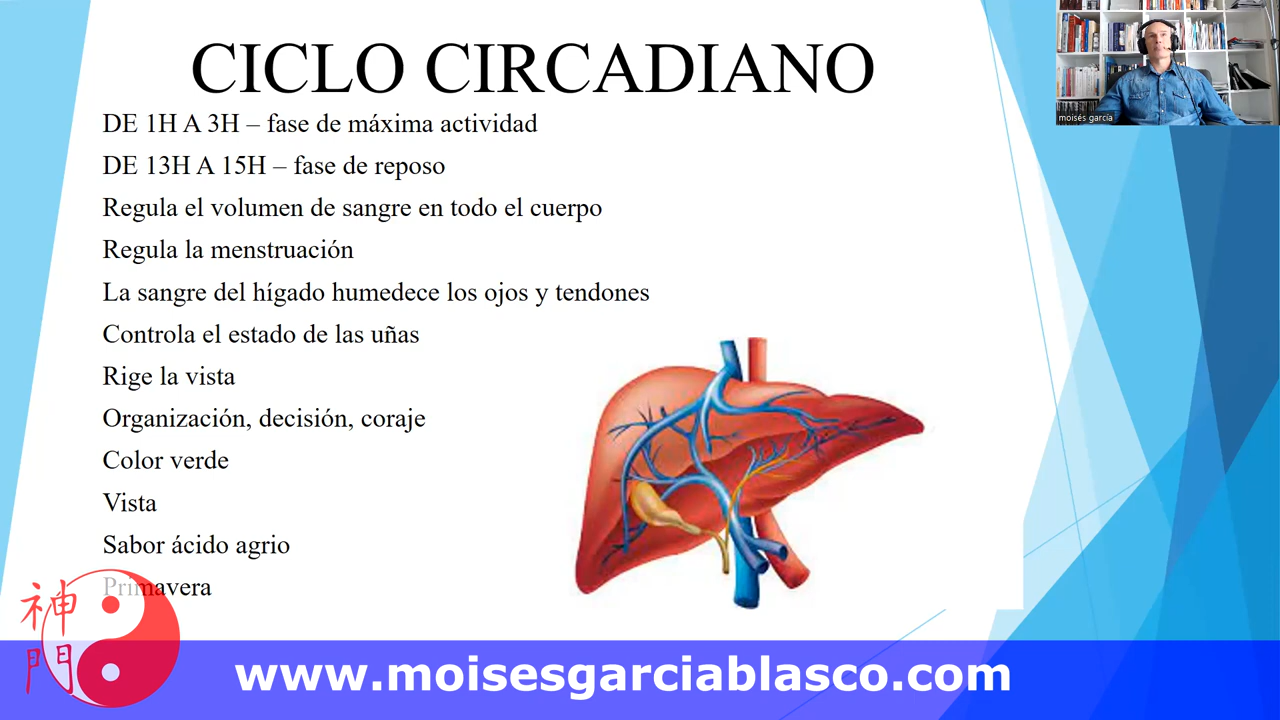 CICLO CIRCADIANO
DE 1H A 3H – fase de máxima actividad
DE 13H A 15H – fase de reposo
Regula el volumen de sangre en todo el cuerpo
Regula la menstruación
La sangre del hígado humedece los ojos y tendones
Controla el estado de las uñas
Rige la vista
Organización, decisión, coraje
Color verde
Vista
Sabor ácido agrio
Primavera
moisés garcía
神
門
www.moisesgarciablasco.com